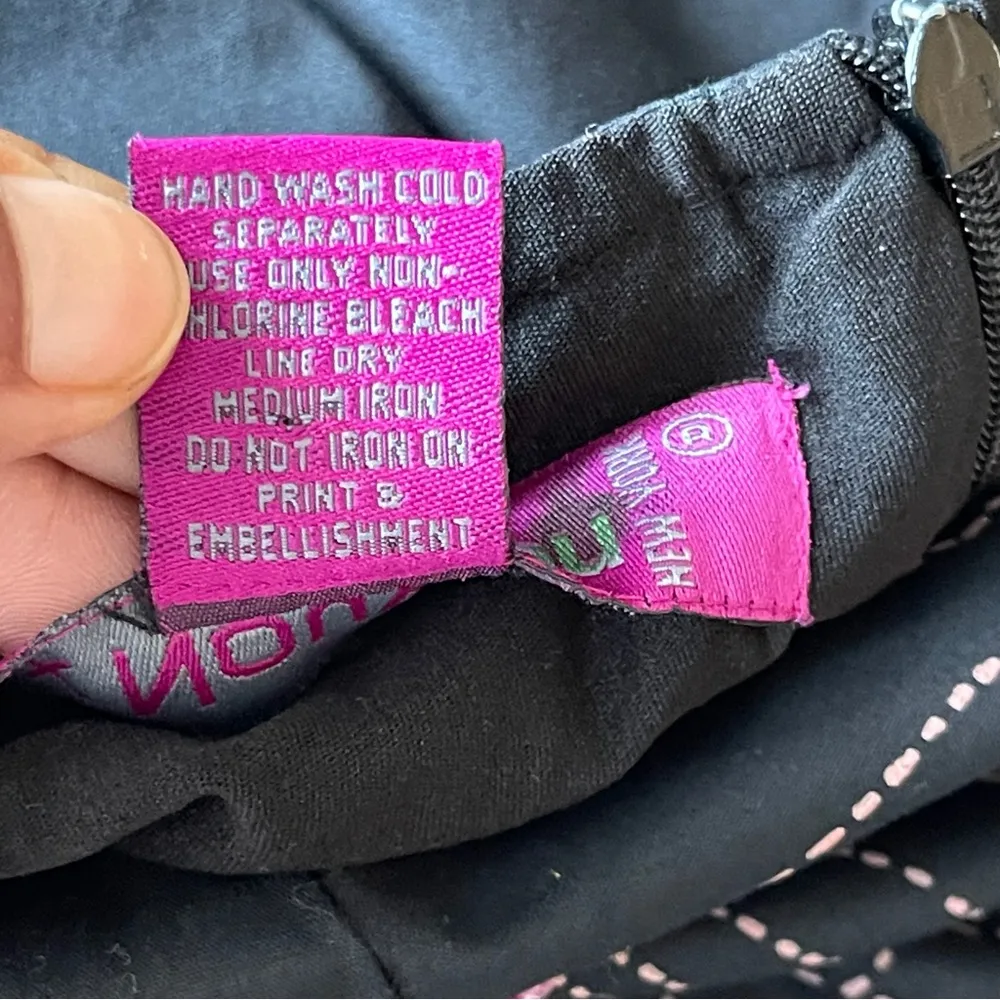 HAND WASH COLD
SEPARATELY
USE ONLY NON-
HLORINE BLEACH
LINE DRY
MEDIUM IRON
DO NOT IRON ON
PRINT &
EMBELLISHMENT
®
NEW YORK